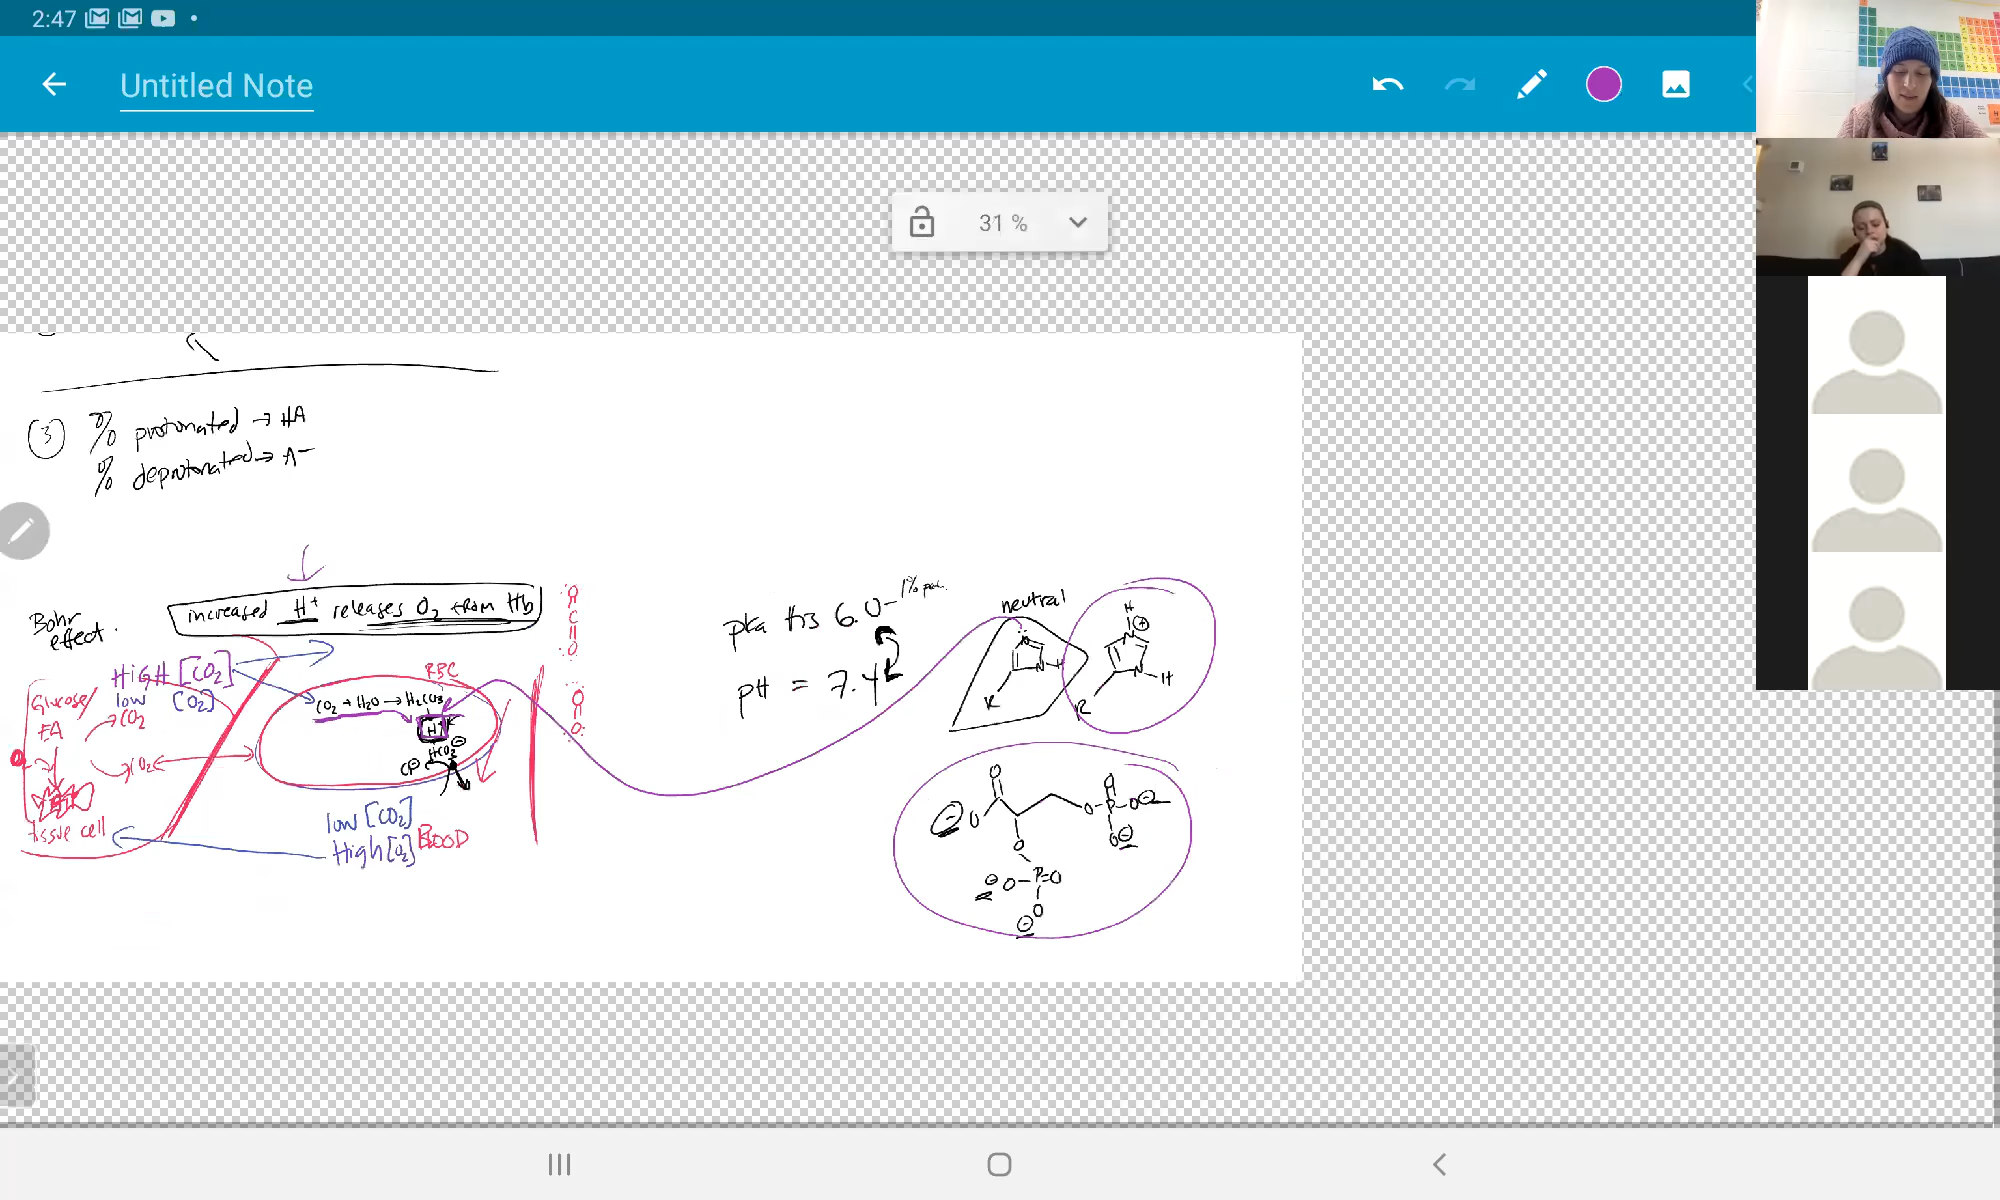 2:47
Untitled Note
31 %
3 % protonated → HA
% deprotonated → A−
Bohr effect.
increased H+ releases O2 from Hb
HIGH [CO2]
low [O2]
Glucose/
FA
→CO2
O2
tissue cell
RBC
CO2 + H2O → H2CO3
H+
HCO3 ⊖
Cl⊖
low [CO2]
High [O2]
BLOOD
O
C
O
O
O
pka His 6.0 - 1%
pH = 7.4
neutral
N
N-H
R
H
N ⊕
N-H
R
O
⊖ O
O-P-O⊖
O
O⊖
O
⊖ O-P=O
O
⊖